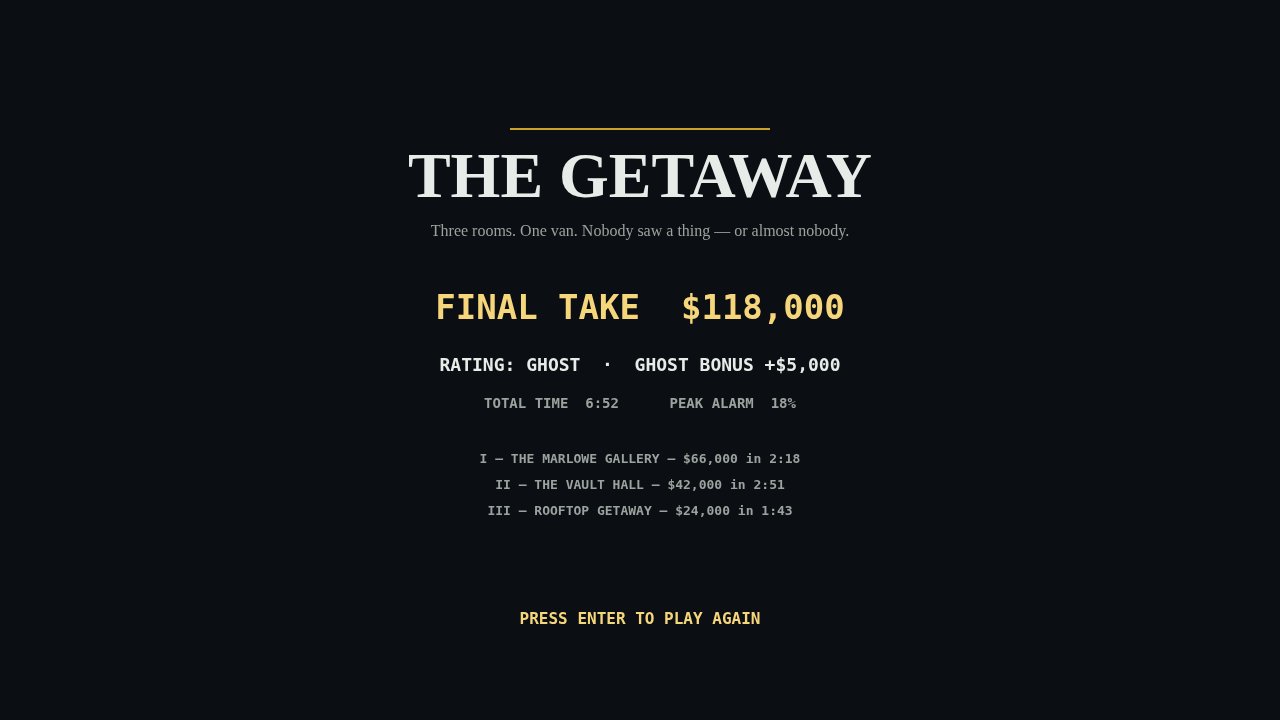 THE GETAWAY
Three rooms. One van. Nobody saw a thing — or almost nobody.
FINAL TAKE $118,000
RATING: GHOST · GHOST BONUS +$5,000
TOTAL TIME 6:52 PEAK ALARM 18%
I — THE MARLOWE GALLERY — $66,000 in 2:18
II — THE VAULT HALL — $42,000 in 2:51
III — ROOFTOP GETAWAY — $24,000 in 1:43
PRESS ENTER TO PLAY AGAIN